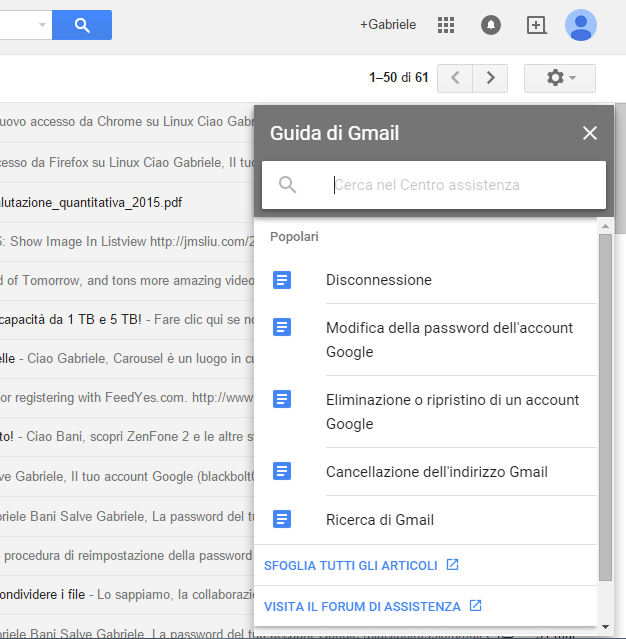 +Gabriele
1–50 di 61
uovo accesso da Chrome su Linux Ciao Gabr
Guida di Gmail
cesso da Firefox su Linux Ciao Gabriele, Il tu
Cerca nel Centro assistenza
lutazione_quantitativa_2015.pdf
Popolari
: Show Image In Listview http://jmsliu.com/2
Disconnessione
d of Tomorrow, and tons more amazing video
capacità da 1 TB e 5 TB! - Fare clic qui se no
Modifica della password dell'account
Google
elle - Ciao Gabriele, Carousel è un luogo in cu
or registering with FeedYes.com. http://www
Eliminazione o ripristino di un account
Google
to! - Ciao Bani, scopri ZenFone 2 e le altre s
Cancellazione dell'indirizzo Gmail
ve Gabriele, Il tuo account Google (blackbolt0
Ricerca di Gmail
riele Bani Salve Gabriele, La password del tu
procedura di reimpostazione della password
SFOGLIA TUTTI GLI ARTICOLI
ondividere i file - Lo sappiamo, la collaborazio
VISITA IL FORUM DI ASSISTENZA
riele Bani Salve Gabriele, La password del tu